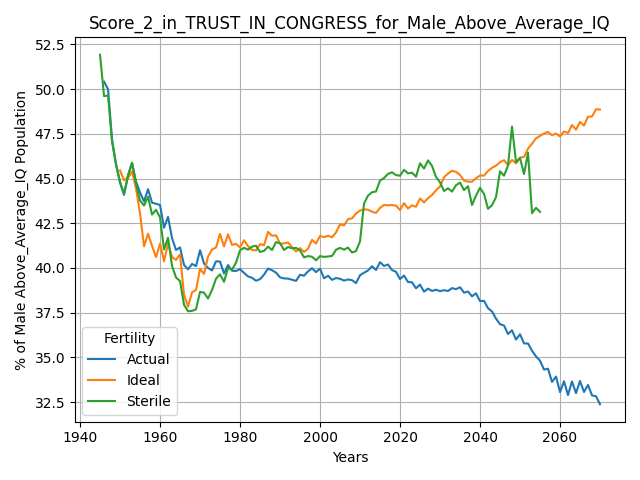 Score_2_in_TRUST_IN_CONGRESS_for_Male_Above_Average_IQ
% of Male Above_Average_IQ Population
52.5
50.0
47.5
45.0
42.5
40.0
37.5
35.0
32.5
Fertility
Actual
Ideal
Sterile
1940 1960 1980 2000 2020 2040 2060
Years